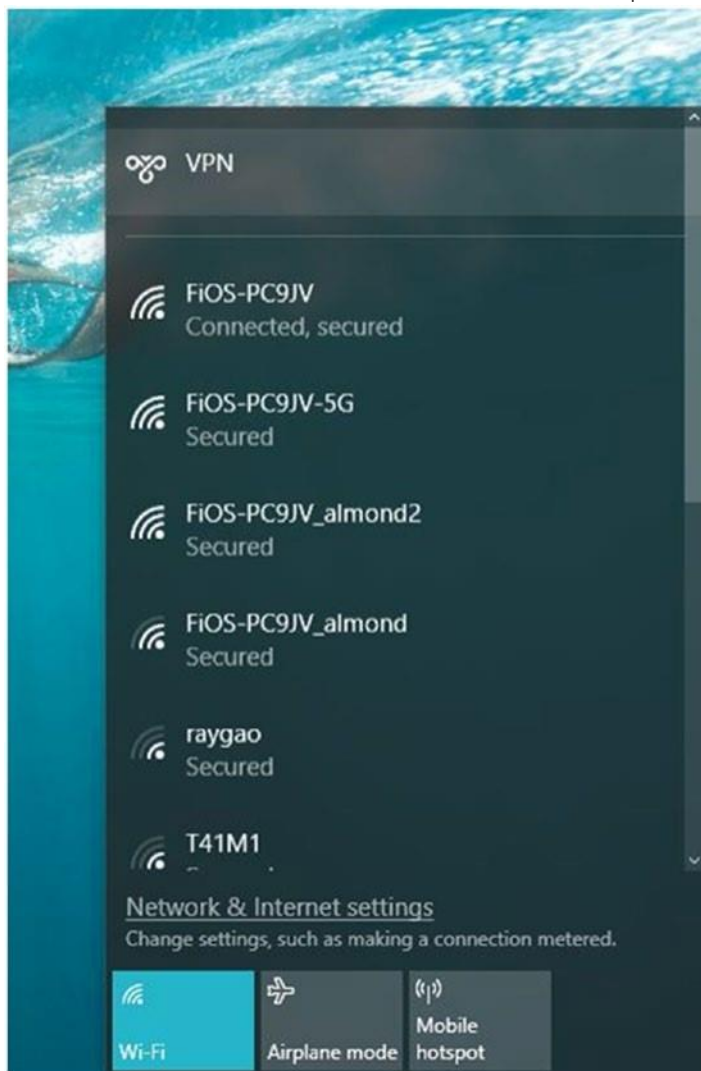 VPN
FiOS-PC9JV
Connected, secured
FiOS-PC9JV-5G
Secured
FiOS-PC9JV_almond2
Secured
FiOS-PC9JV_almond
Secured
raygao
Secured
T41M1
Network & Internet settings
Change settings, such as making a connection metered.
Wi-Fi
Airplane mode
Mobile
hotspot